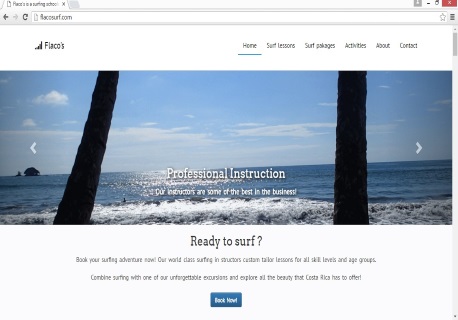 Flaco's is a surfing school
flacosurf.com
Flaco's
Home Surf lessons Surf pakages Activities About Contact
Professional Instruction
Our instructors are some of the best in the business!
Ready to surf ?
Book your surfing adventure now! Our world class surfing in structors custom tailor lessons for all skill levels and age groups.
Combine surfing with one of our unforgettable excursions and explore all the beauty that Costa Rica has to offer!
Book Now!